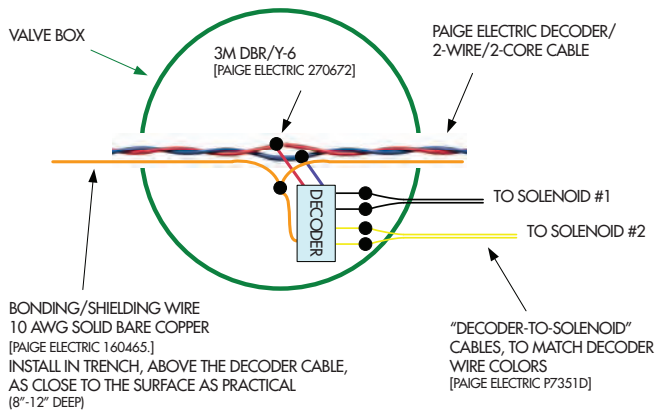 VALVE BOX
3M DBR/Y-6
[PAIGE ELECTRIC 270672]
PAIGE ELECTRIC DECODER/
2-WIRE/2-CORE CABLE
DECODER
TO SOLENOID #1
TO SOLENOID #2
BONDING/SHIELDING WIRE
10 AWG SOLID BARE COPPER
[PAIGE ELECTRIC 160465.]
INSTALL IN TRENCH, ABOVE THE DECODER CABLE,
AS CLOSE TO THE SURFACE AS PRACTICAL
(8"-12" DEEP)
“DECODER-TO-SOLENOID”
CABLES, TO MATCH DECODER
WIRE COLORS
[PAIGE ELECTRIC P7351D]